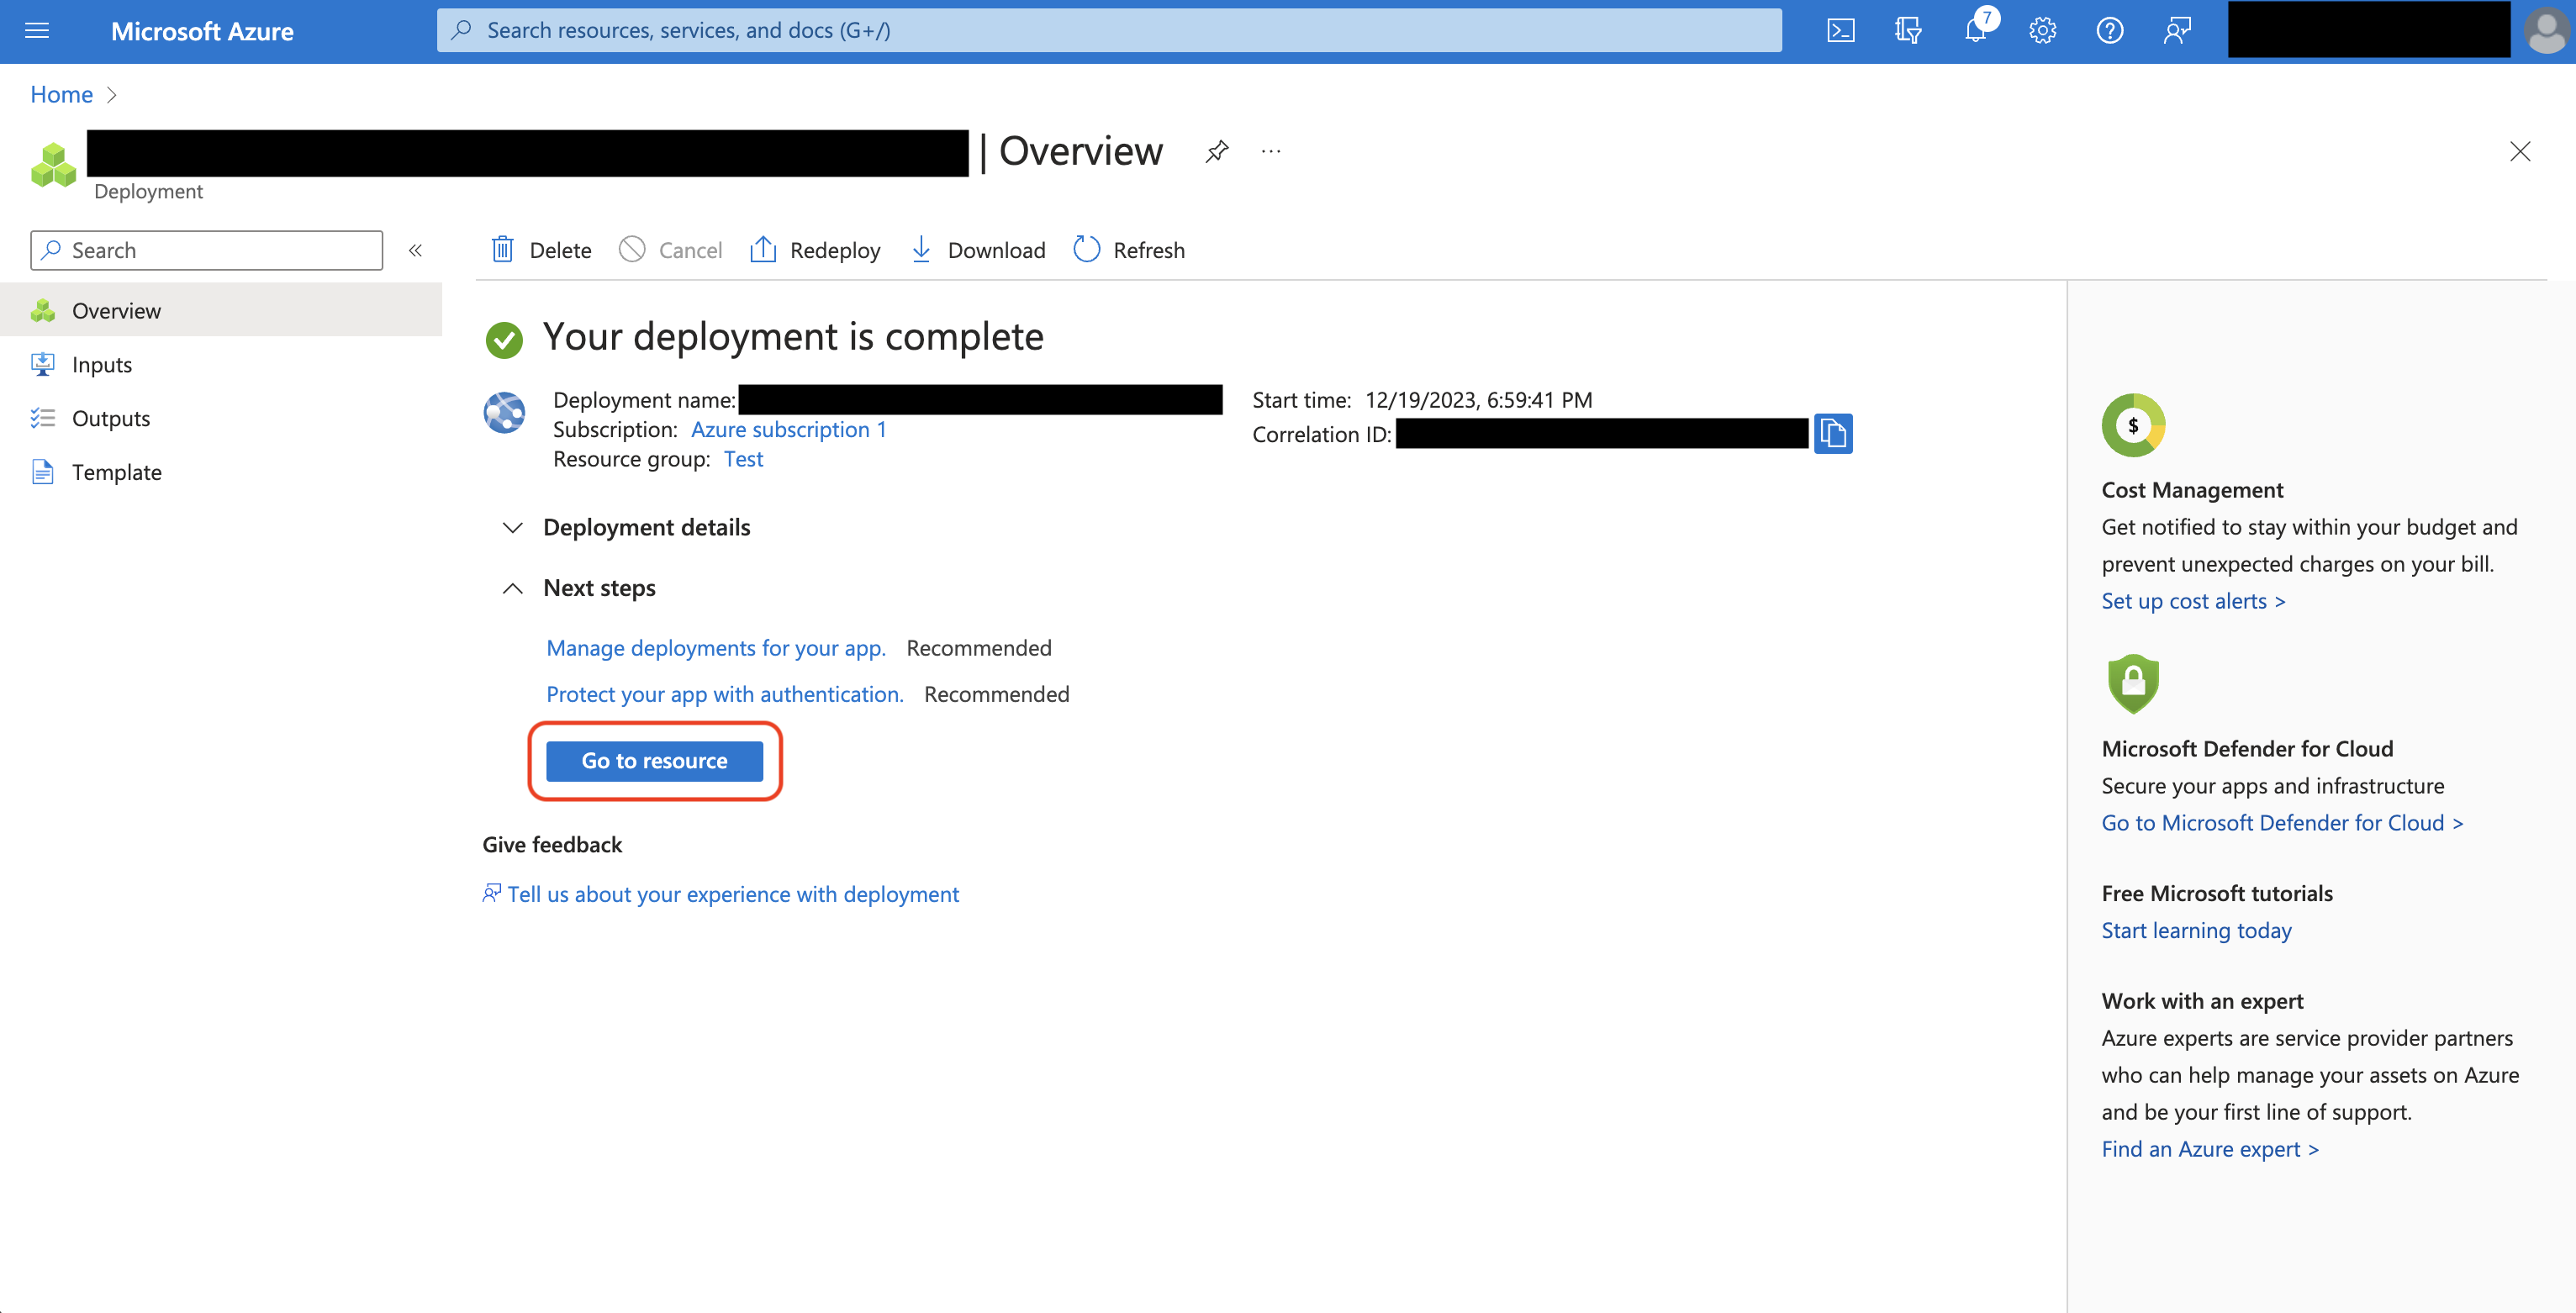 Microsoft Azure
Search resources, services, and docs (G+/)
7
Home
| Overview
...
Deployment
Search
Delete
Cancel
Redeploy
Download
Refresh
Overview
Inputs
Outputs
Template
Your deployment is complete
Deployment name:
Subscription: Azure subscription 1
Resource group: Test
Start time: 12/19/2023, 6:59:41 PM
Correlation ID:
Deployment details
Next steps
Manage deployments for your app. Recommended
Protect your app with authentication. Recommended
Go to resource
Give feedback
Tell us about your experience with deployment
$
Cost Management
Get notified to stay within your budget and
prevent unexpected charges on your bill.
Set up cost alerts >
Microsoft Defender for Cloud
Secure your apps and infrastructure
Go to Microsoft Defender for Cloud >
Free Microsoft tutorials
Start learning today
Work with an expert
Azure experts are service provider partners
who can help manage your assets on Azure
and be your first line of support.
Find an Azure expert >